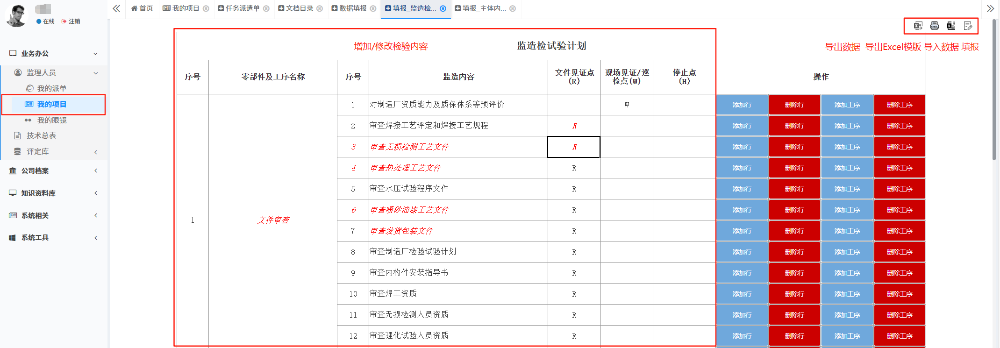 首页 我的项目 任务派遣单 文档目录 数据填报 填报_监造检... 填报_主体内...
在线 注销
业务办公
监理人员
我的派单
我的项目
我的眼镜
技术总表
评定库
公司档案
知识资料库
系统相关
系统工具
增加/修改检验内容 监造检试验计划
导出数据 导出Excel模版 导入数据 填报
序号 零部件及工序名称 序号 监造内容 文件见证点(R) 现场见证/巡检点(W) 停止点(H) 操作
1 文件审查
1 对制造厂资质能力及质保体系等预评价 W 添加行 删除行 添加工序 删除工序
2 审查焊接工艺评定和焊接工艺规程 R 添加行 删除行 添加工序 删除工序
3 审查无损检测工艺文件 R 添加行 删除行 添加工序 删除工序
4 审查热处理工艺文件 R 添加行 删除行 添加工序 删除工序
5 审查水压试验程序文件 R 添加行 删除行 添加工序 删除工序
6 审查喷砂油漆工艺文件 R 添加行 删除行 添加工序 删除工序
7 审查发货包装文件 R 添加行 删除行 添加工序 删除工序
8 审查制造厂检验试验计划 R 添加行 删除行 添加工序 删除工序
9 审查内构件安装指导书 R 添加行 删除行 添加工序 删除工序
10 审查焊工资质 R 添加行 删除行 添加工序 删除工序
11 审查无损检测人员资质 R 添加行 删除行 添加工序 删除工序
12 审查理化试验人员资质 R 添加行 删除行 添加工序 删除工序